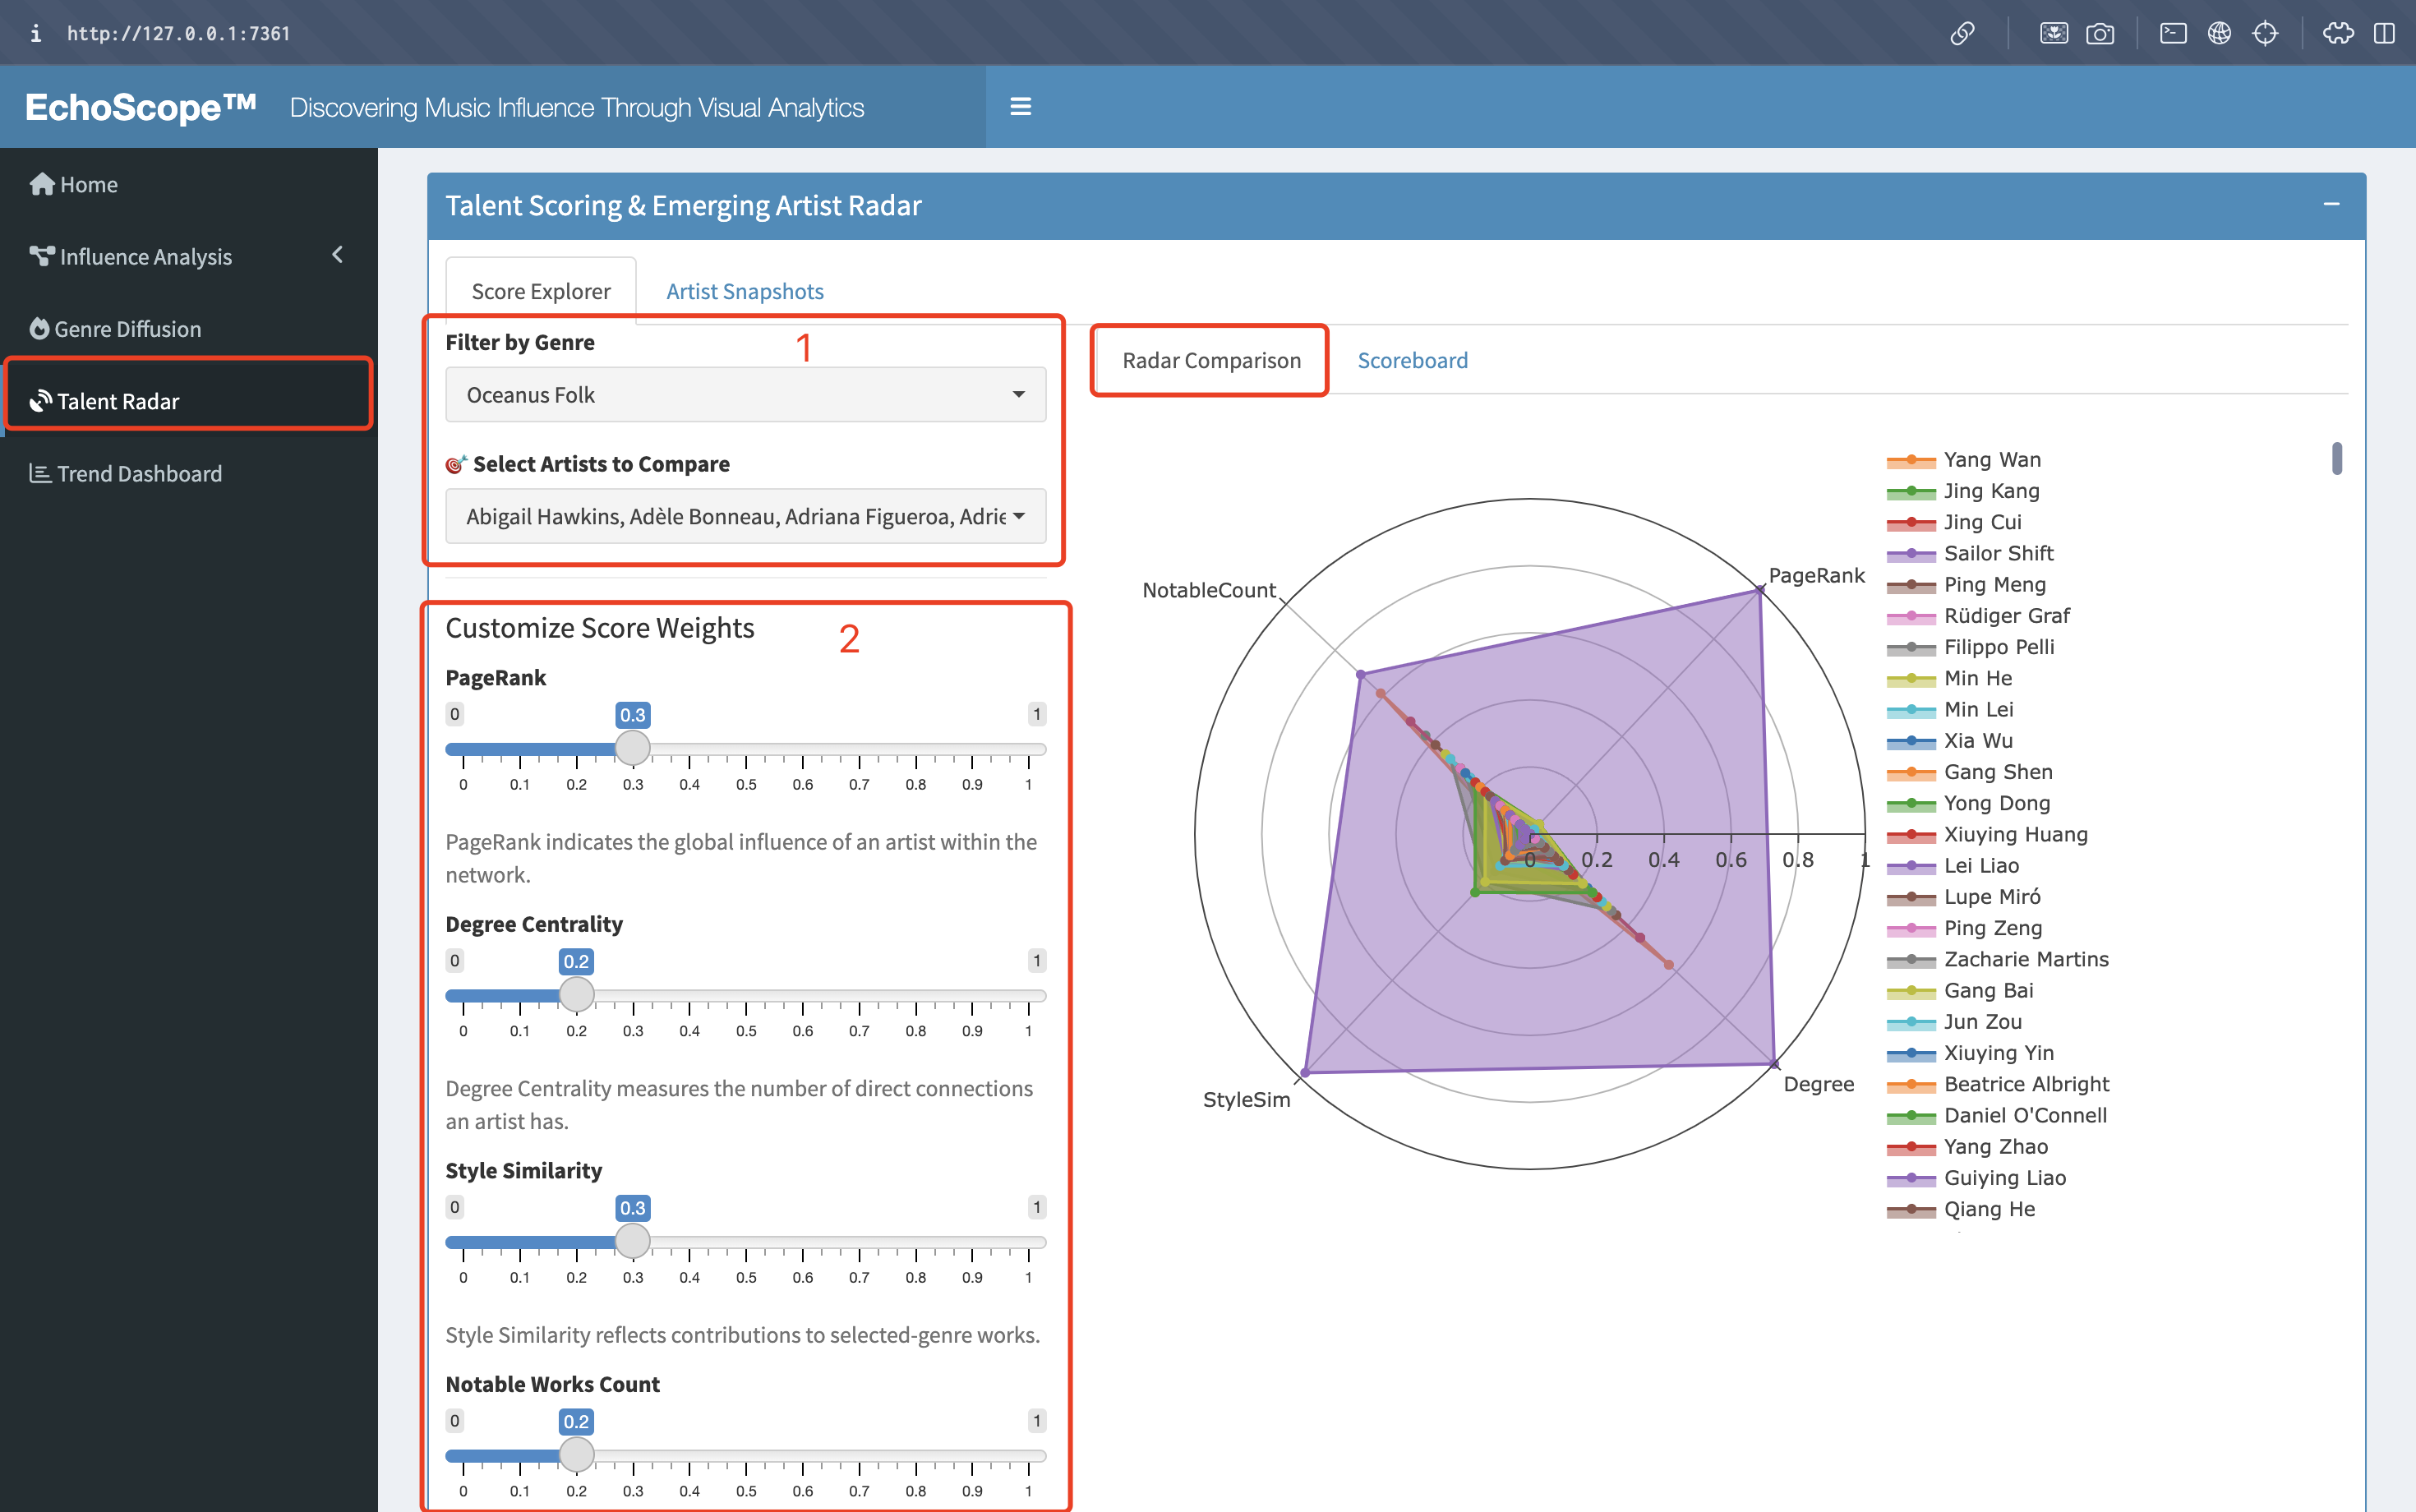 http://127.0.0.1:7361
EchoScope™ Discovering Music Influence Through Visual Analytics
Home
Influence Analysis
Genre Diffusion
Talent Radar
Trend Dashboard
Talent Scoring & Emerging Artist Radar
Score Explorer
Artist Snapshots
Filter by Genre
1
Oceanus Folk
Select Artists to Compare
Abigail Hawkins, Adèle Bonneau, Adriana Figueroa, Adrie
Customize Score Weights
2
PageRank
0 0.3 1
0 0.1 0.2 0.3 0.4 0.5 0.6 0.7 0.8 0.9 1
PageRank indicates the global influence of an artist within the
network.
Degree Centrality
0 0.2 1
0 0.1 0.2 0.3 0.4 0.5 0.6 0.7 0.8 0.9 1
Degree Centrality measures the number of direct connections
an artist has.
Style Similarity
0 0.3 1
0 0.1 0.2 0.3 0.4 0.5 0.6 0.7 0.8 0.9 1
Style Similarity reflects contributions to selected-genre works.
Notable Works Count
0 0.2 1
0 0.1 0.2 0.3 0.4 0.5 0.6 0.7 0.8 0.9 1
Radar Comparison
Scoreboard
NotableCount
PageRank
0 0.2 0.4 0.6 0.8 1
StyleSim
Degree
Yang Wan
Jing Kang
Jing Cui
Sailor Shift
Ping Meng
Rüdiger Graf
Filippo Pelli
Min He
Min Lei
Xia Wu
Gang Shen
Yong Dong
Xiuying Huang
Lei Liao
Lupe Miró
Ping Zeng
Zacharie Martins
Gang Bai
Jun Zou
Xiuying Yin
Beatrice Albright
Daniel O'Connell
Yang Zhao
Guiying Liao
Qiang He